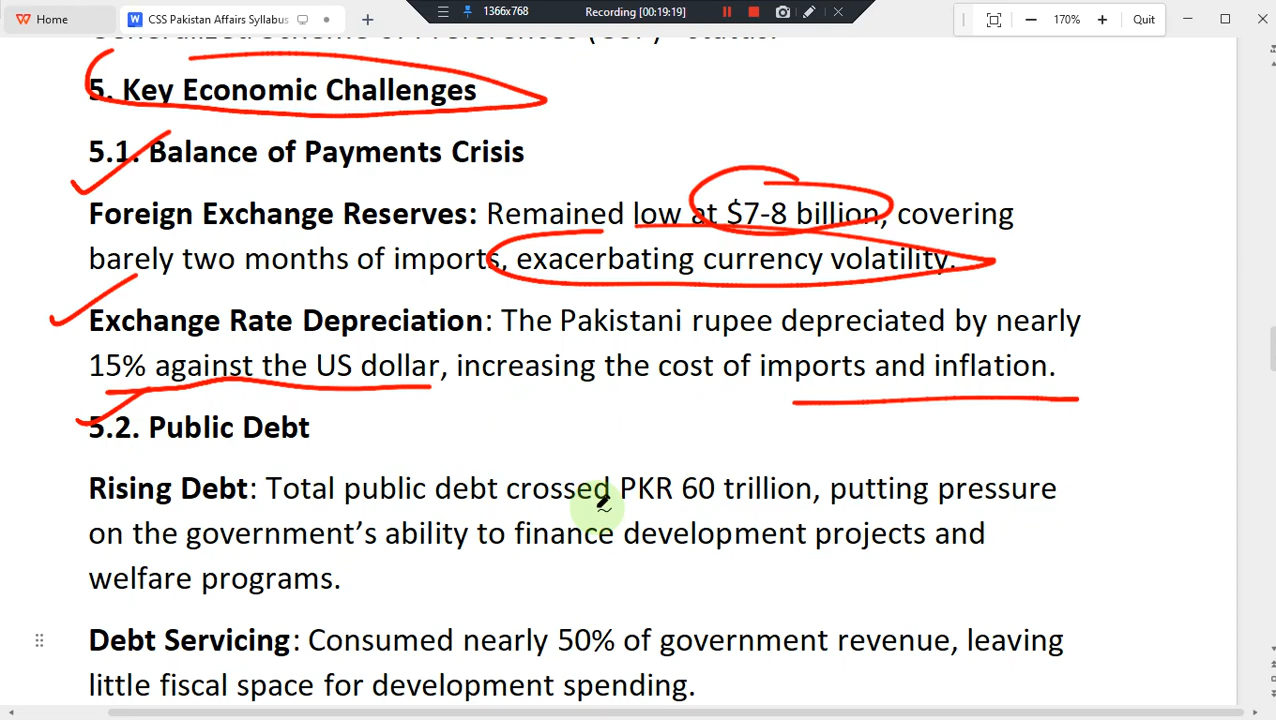 Home
CSS Pakistan Affairs Syllabus
1366x768
Recording [00:19:19]
170%
Quit
5. Key Economic Challenges
5.1. Balance of Payments Crisis
Foreign Exchange Reserves: Remained low at $7-8 billion, covering
barely two months of imports, exacerbating currency volatility.
Exchange Rate Depreciation: The Pakistani rupee depreciated by nearly
15% against the US dollar, increasing the cost of imports and inflation.
5.2. Public Debt
Rising Debt: Total public debt crossed PKR 60 trillion, putting pressure
on the government's ability to finance development projects and
welfare programs.
Debt Servicing: Consumed nearly 50% of government revenue, leaving
little fiscal space for development spending.